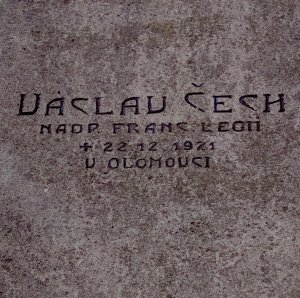 VÁCLAV ČECH
NADP. FRANC. LEGIÍ
+ 22. 12. 1921
V OLOMOUCI